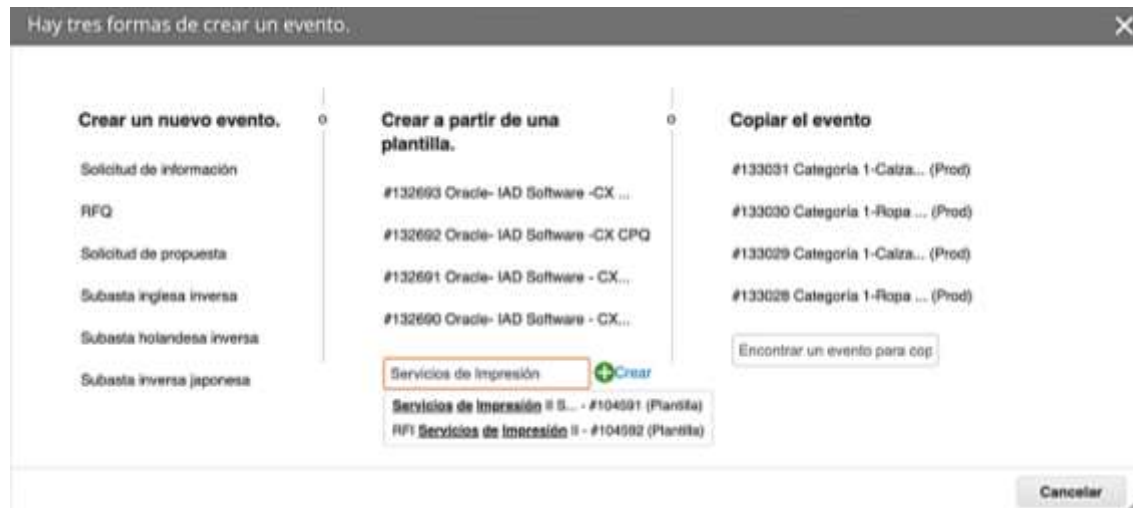 Hay tres formas de crear un evento.
Crear un nuevo evento.
Solicitud de información
RFQ
Solicitud de propuesta
Subasta inglesa inversa
Subasta holandesa inversa
Subasta inversa japonesa
o
Crear a partir de una
plantilla.
#132693 Oracle- IAD Software -CX ...
#132692 Oracle- IAD Software -CX CPQ
#132691 Oracle- IAD Software - CX...
#132690 Oracle- IAD Software - CX...
Servicios de Impresión
Crear
Servicios de Impresión II S... - #104591 (Plantilla)
RFI Servicios de Impresión II - #104592 (Plantilla)
o
Copiar el evento
#133031 Categoría 1-Calza... (Prod)
#133030 Categoría 1-Ropa ... (Prod)
#133029 Categoría 1-Calza... (Prod)
#133028 Categoría 1-Ropa ... (Prod)
Encontrar un evento para cop
Cancelar